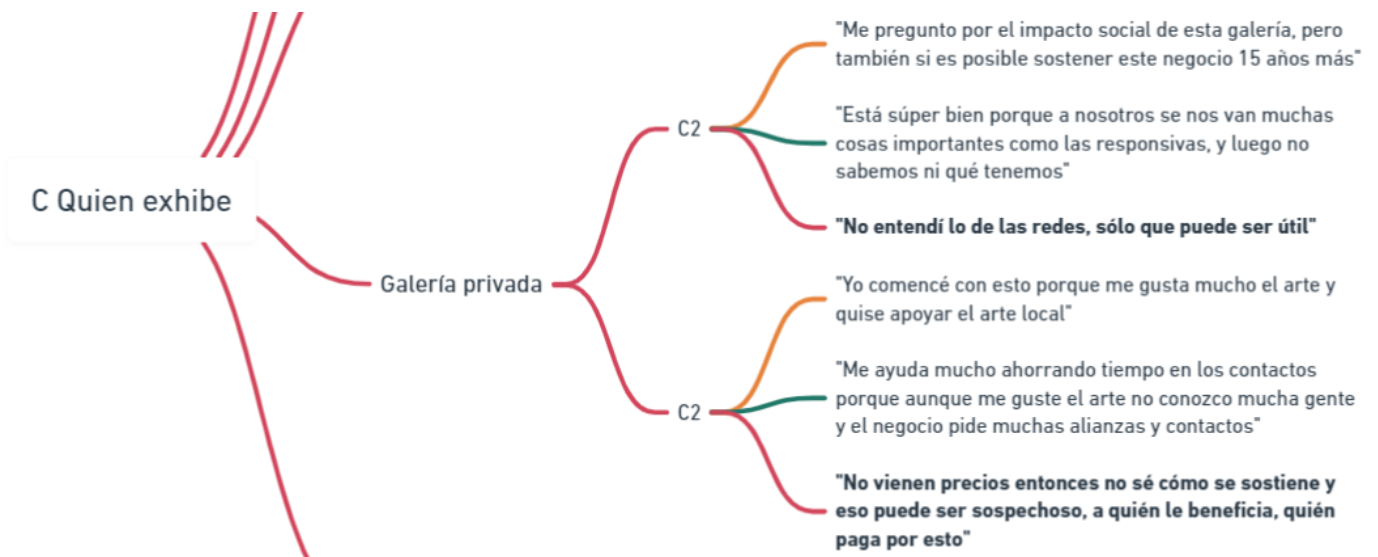 C Quien exhibe
Galería privada
C2
"Me pregunto por el impacto social de esta galería, pero
también si es posible sostener este negocio 15 años más"
"Está súper bien porque a nosotros se nos van muchas
cosas importantes como las responsivas, y luego no
sabemos ni qué tenemos"
"No entendí lo de las redes, sólo que puede ser útil"
C2
"Yo comencé con esto porque me gusta mucho el arte y
quise apoyar el arte local"
"Me ayuda mucho ahorrando tiempo en los contactos
porque aunque me guste el arte no conozco mucha gente
y el negocio pide muchas alianzas y contactos"
"No vienen precios entonces no sé cómo se sostiene y
eso puede ser sospechoso, a quién le beneficia, quién
paga por esto"